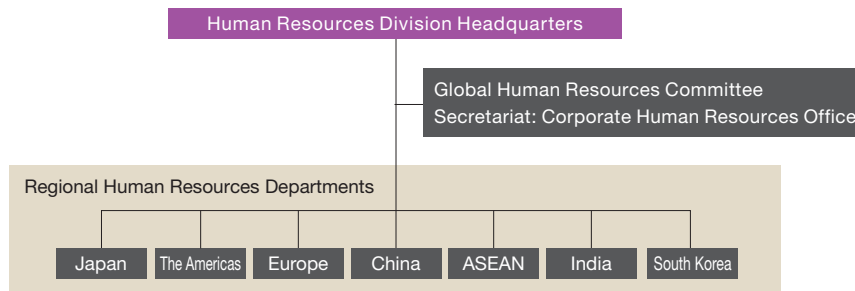 Human Resources Division Headquarters
Global Human Resources Committee
Secretariat: Corporate Human Resources Office
Regional Human Resources Departments
Japan
The Americas
Europe
China
ASEAN
India
South Korea